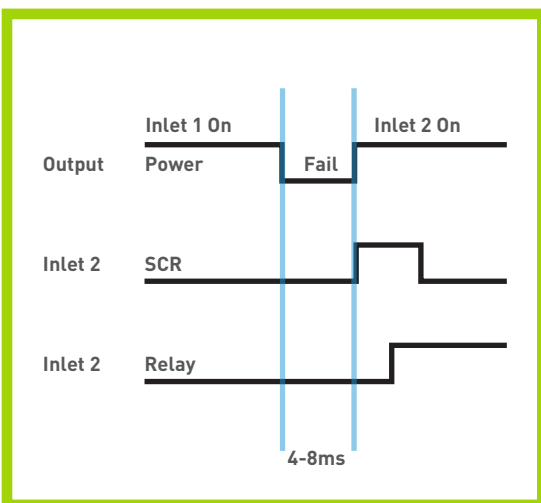 Inlet 1 On Inlet 2 On
Output Power Fail
Inlet 2 SCR
Inlet 2 Relay
4-8ms